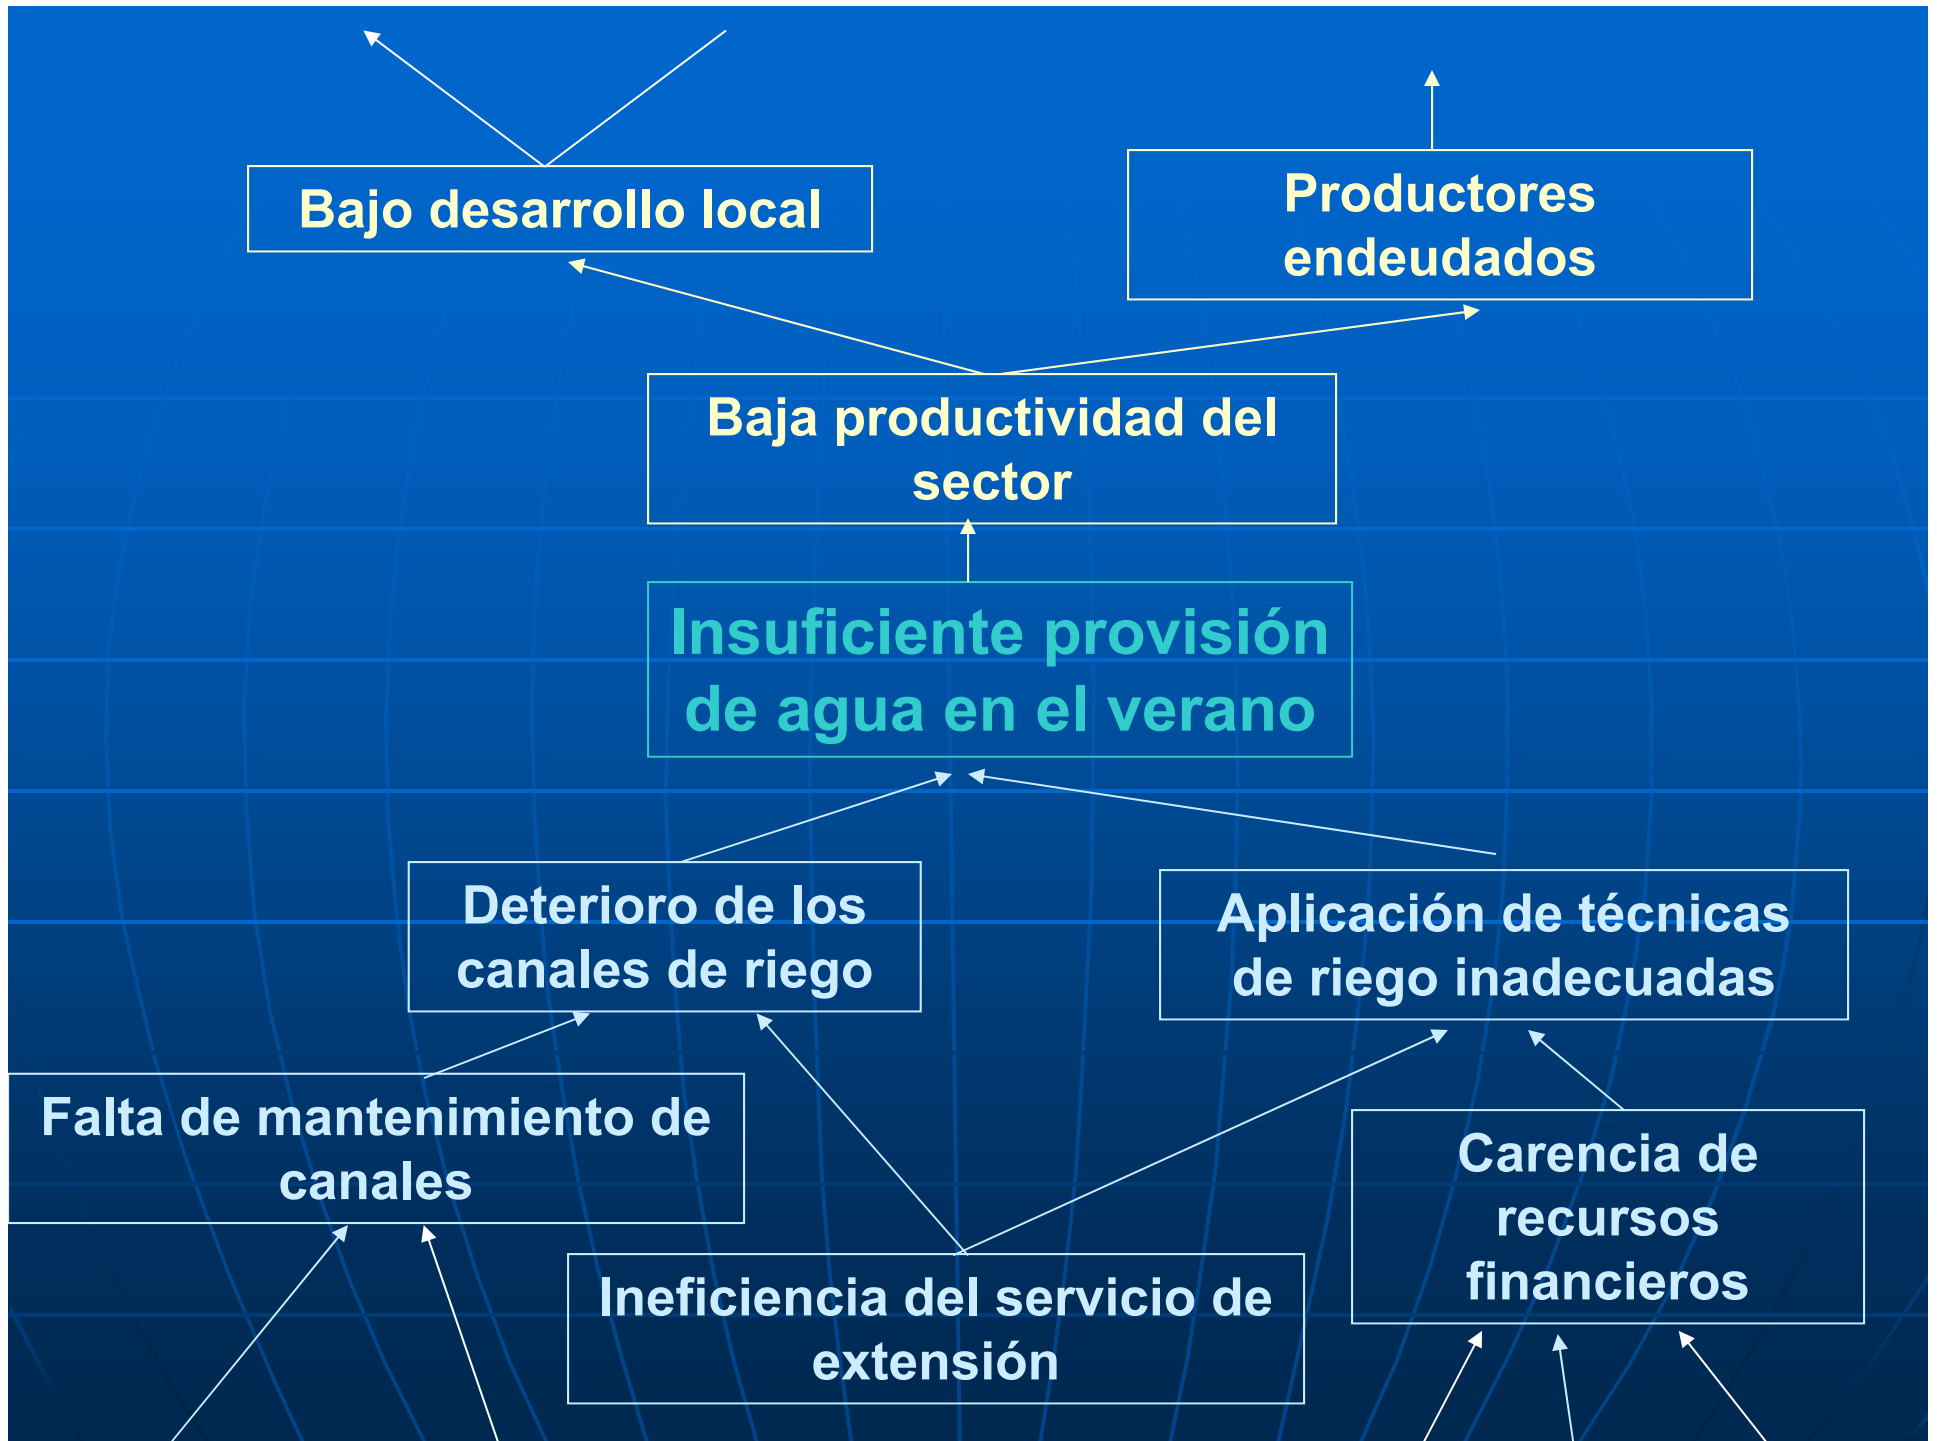 Bajo desarrollo local
Productores
endeudados
Baja productividad del
sector
Insuficiente provisión
de agua en el verano
Deterioro de los
canales de riego
Aplicación de técnicas
de riego inadecuadas
Falta de mantenimiento de
canales
Carencia de
recursos
financieros
Ineficiencia del servicio de
extensión